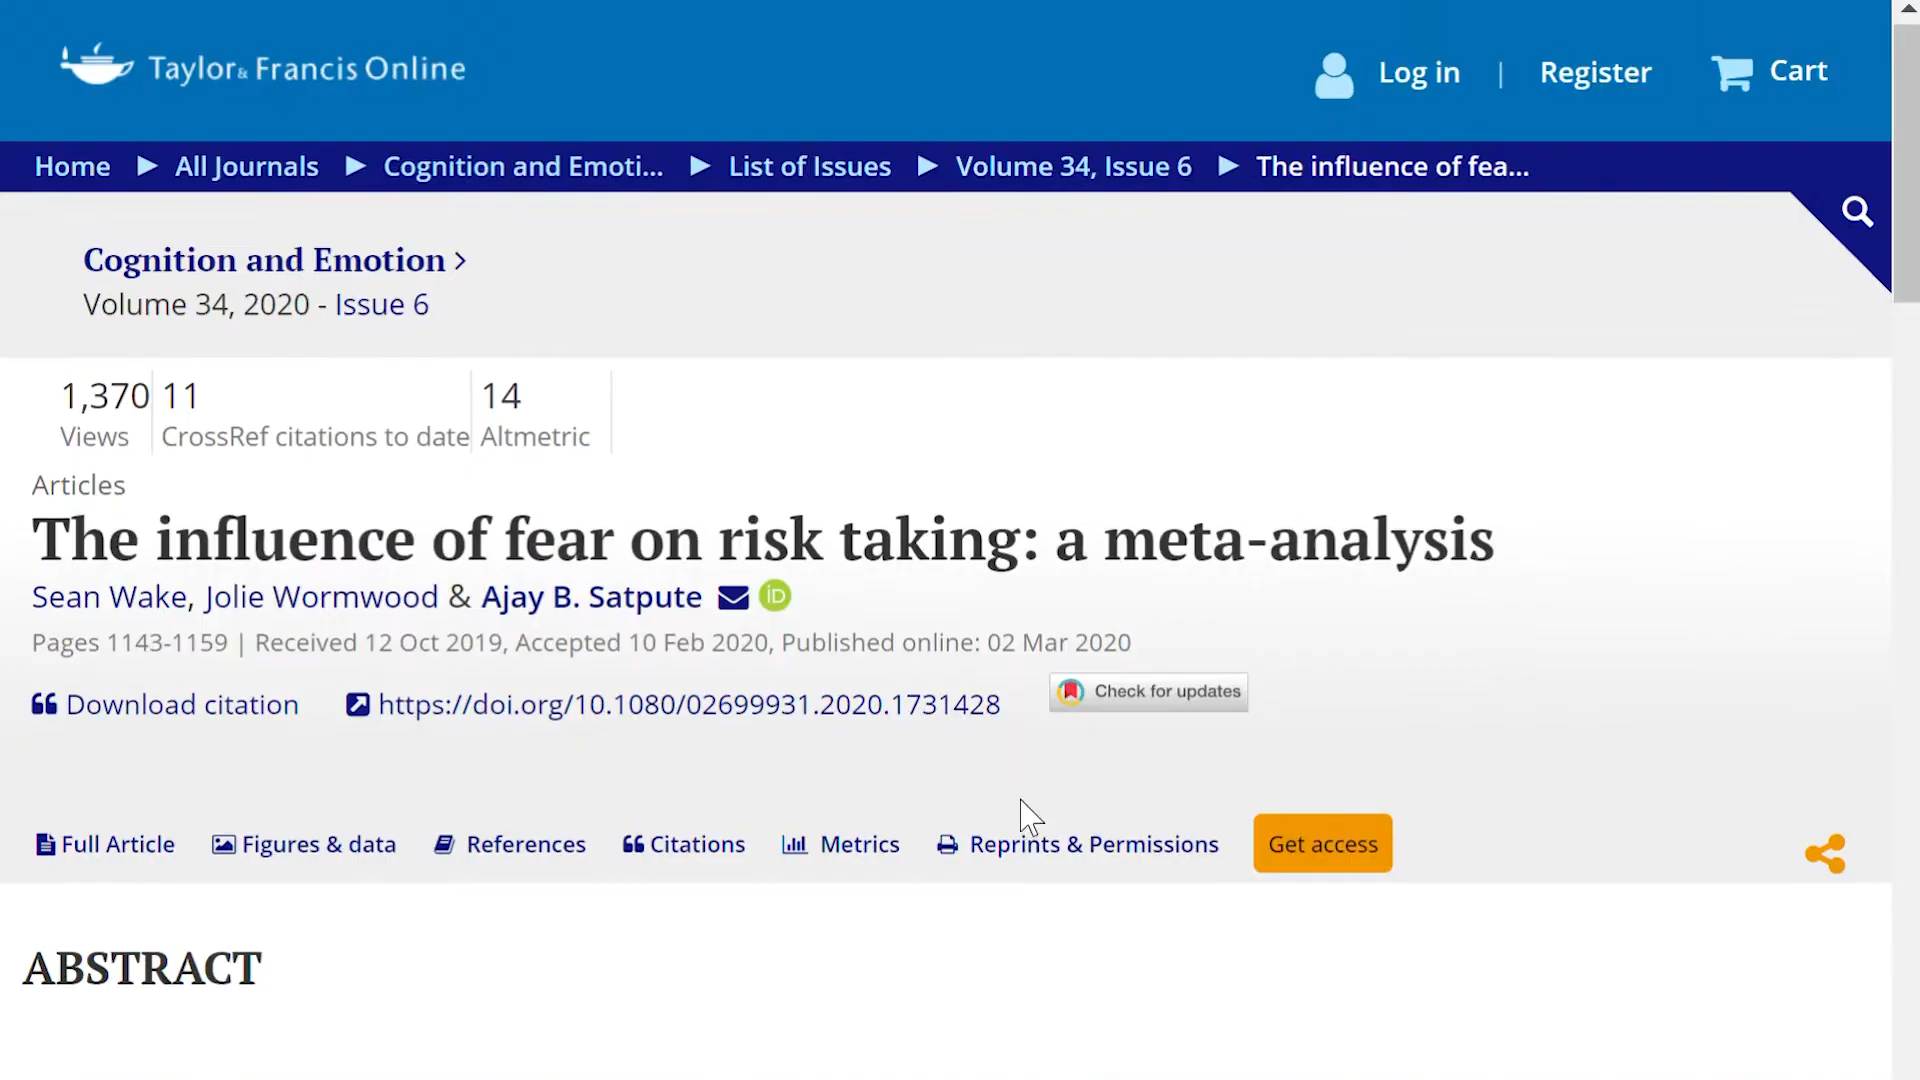 Taylor & Francis Online
Log in | Register Cart
Home ▶ All Journals ▶ Cognition and Emoti... ▶ List of Issues ▶ Volume 34, Issue 6 ▶ The influence of fea...
Cognition and Emotion >
Volume 34, 2020 - Issue 6
1,370 11 14
Views CrossRef citations to date Altmetric
Articles
The influence of fear on risk taking: a meta-analysis
Sean Wake, Jolie Wormwood & Ajay B. Satpute iD
Pages 1143-1159 | Received 12 Oct 2019, Accepted 10 Feb 2020, Published online: 02 Mar 2020
Download citation https://doi.org/10.1080/02699931.2020.1731428 Check for updates
Full Article Figures & data References Citations Metrics Reprints & Permissions Get access
ABSTRACT